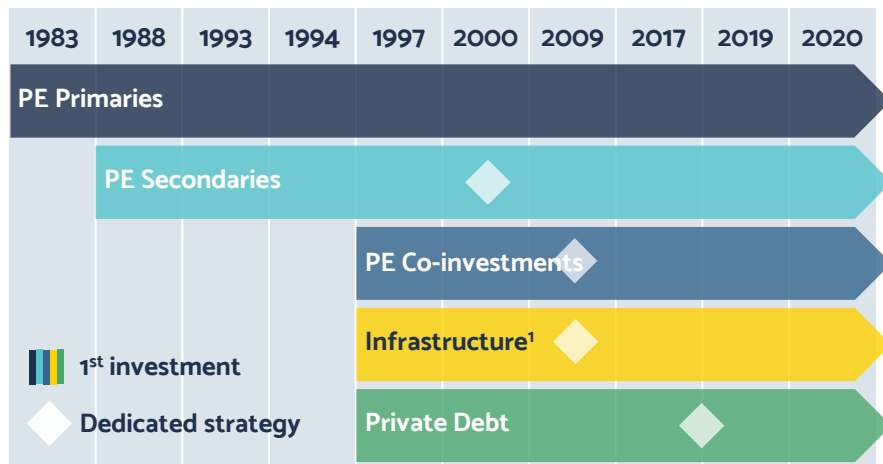 1983 1988 1993 1994 1997 2000 2009 2017 2019 2020
PE Primaries
PE Secondaries
PE Co-investments
Infrastructure¹
1st investment
Dedicated strategy
Private Debt